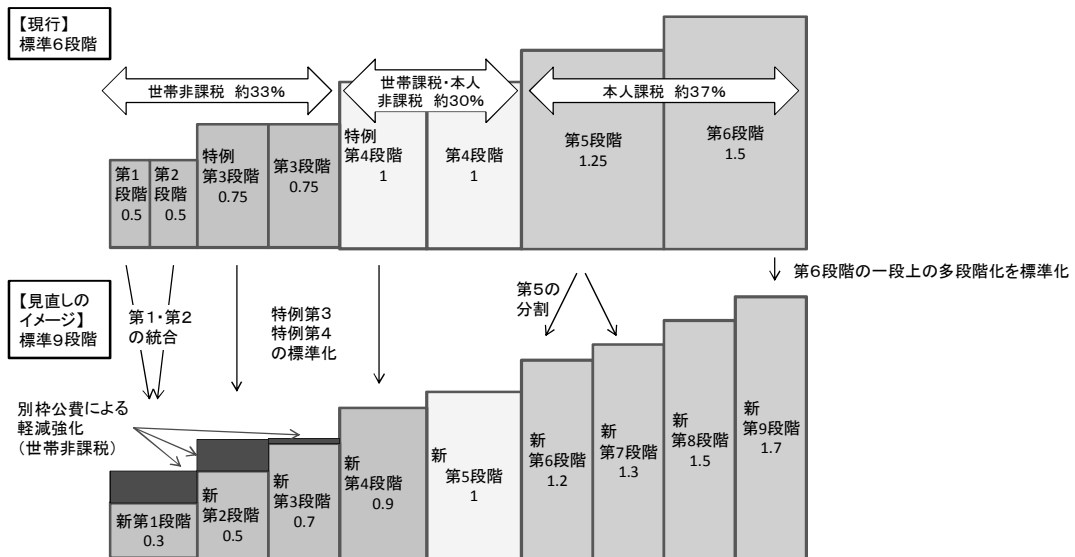 【現行】
標準6段階
世帯非課税 約33%
世帯課税・本人
非課税 約30%
本人課税 約37%
第1
段階
0.5
第2
段階
0.5
特例
第3段階
0.75
第3段階
0.75
特例
第4段階
1
第4段階
1
第5段階
1.25
第6段階
1.5
【見直しの
イメージ】
標準9段階
第1・第2
の統合
特例第3
特例第4
の標準化
第5の
分割
第6段階の一段上の多段階化を標準化
別枠公費による
軽減強化
(世帯非課税)
新第1段階
0.3
新
第2段階
0.5
新
第3段階
0.7
新
第4段階
0.9
新
第5段階
1
新
第6段階
1.2
新
第7段階
1.3
新
第8段階
1.5
新
第9段階
1.7